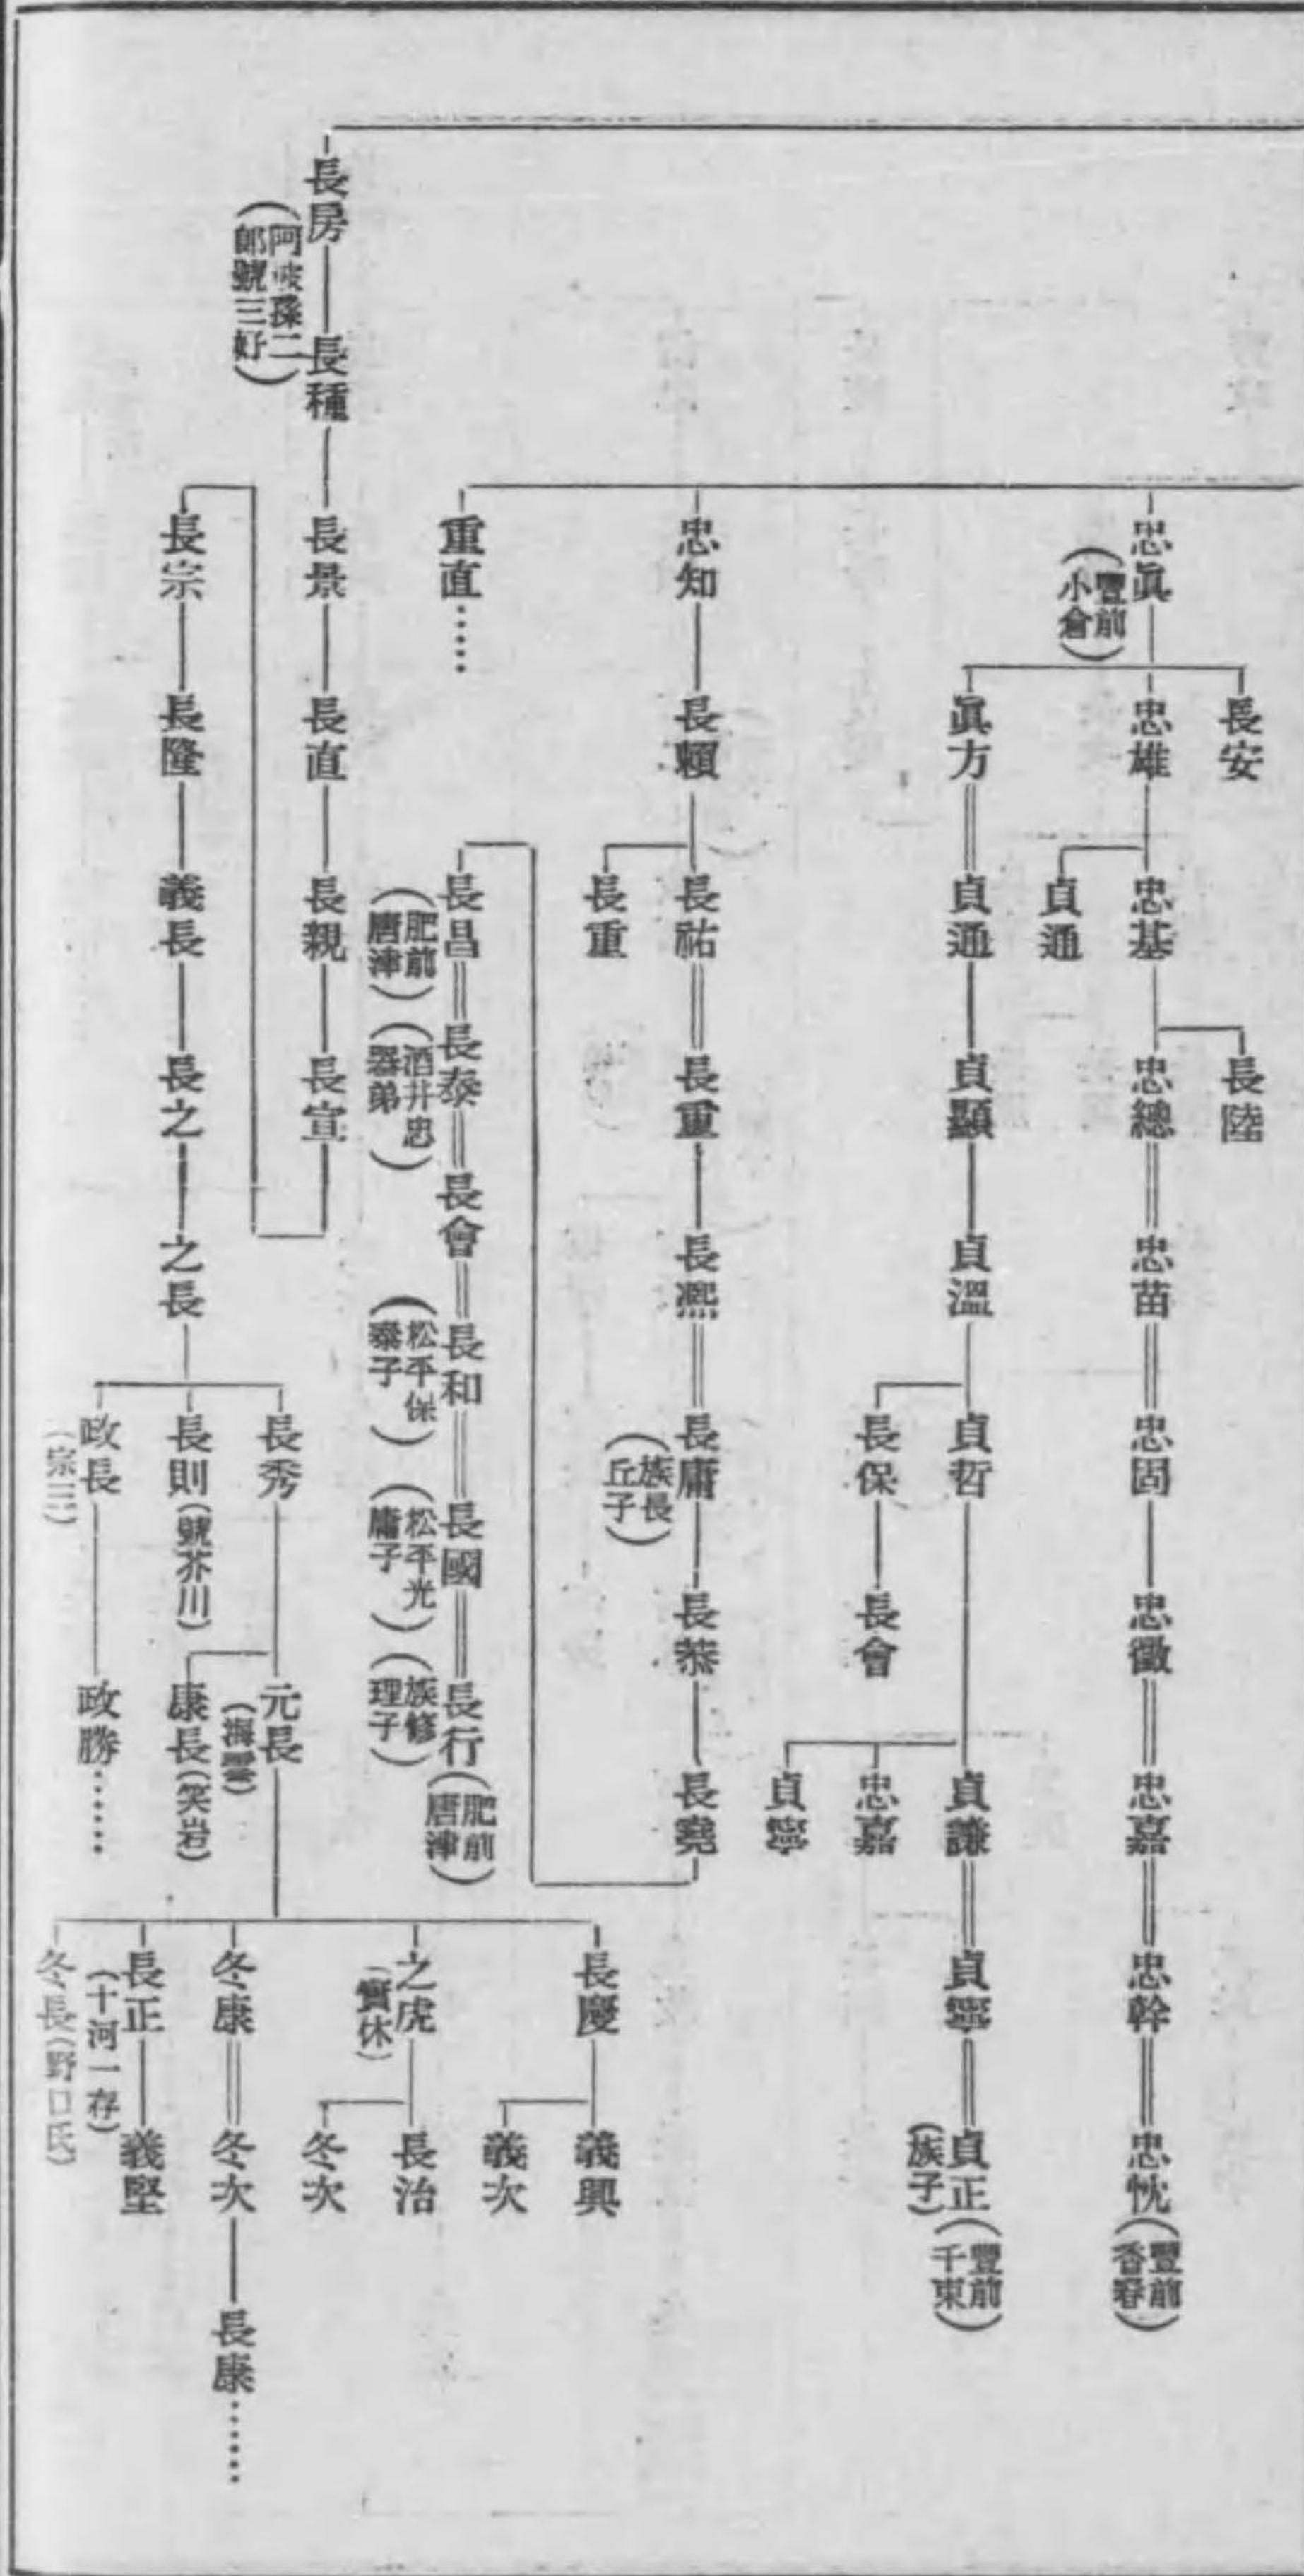 長安
忠眞（豐前小倉）
忠雄
眞方
長陸
忠基
貞通
忠總＝忠苗＝忠固―忠徵＝忠嘉＝忠幹＝忠忱（豐前香春）
貞通―貞顯―貞溫
貞哲
長保―長會
貞謙＝貞寧＝貞正（族子）（豐前千束）
忠嘉
貞寧
忠知―長賴
長祐＝長重―長凞＝長庸（族長丘子）―長恭―長堯
長重
長昌（肥前唐津）＝長泰（酒井忠器弟）＝長會＝長和（松平保泰子）＝長國（松平光庸子）＝長行（族修理子）（肥前唐津）
重直……
長房（阿波孫二郎號三好）―長種―長景―長直―長親―長宣
長宗―長隆―義長―長之―之長
長秀
長則（號芥川）
政長（宗三）―政勝……
元長（海雲）
康長（笑岩）
長慶
義興
義次
之虎（實休）
長治
冬次
冬康＝冬次―長康……
長正（十河一存）―義堅
冬長（野口氏）